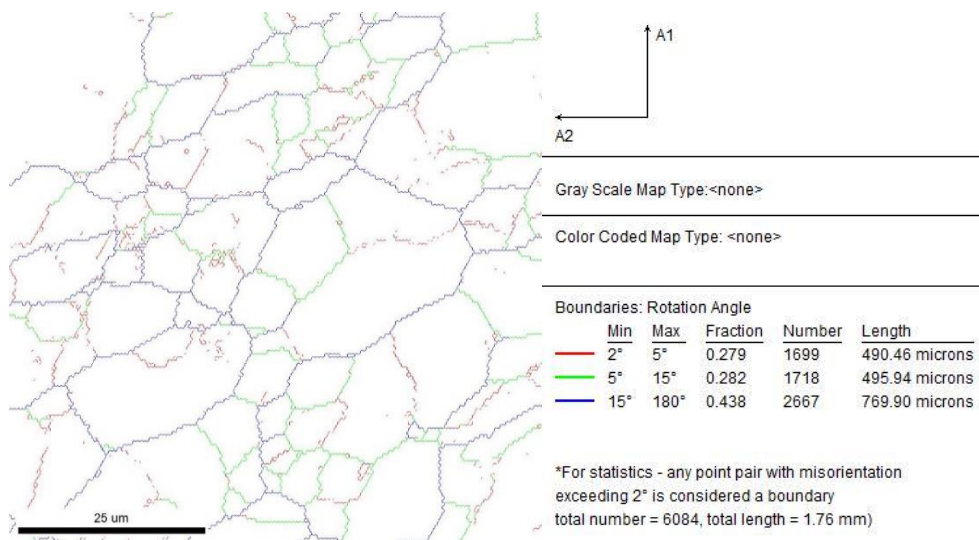 A1
A2
Gray Scale Map Type:<none>
Color Coded Map Type: <none>
Boundaries: Rotation Angle
Min Max Fraction Number Length
2° 5° 0.279 1699 490.46 microns
5° 15° 0.282 1718 495.94 microns
15° 180° 0.438 2667 769.90 microns
*For statistics - any point pair with misorientation
exceeding 2° is considered a boundary
total number = 6084, total length = 1.76 mm)
25 um